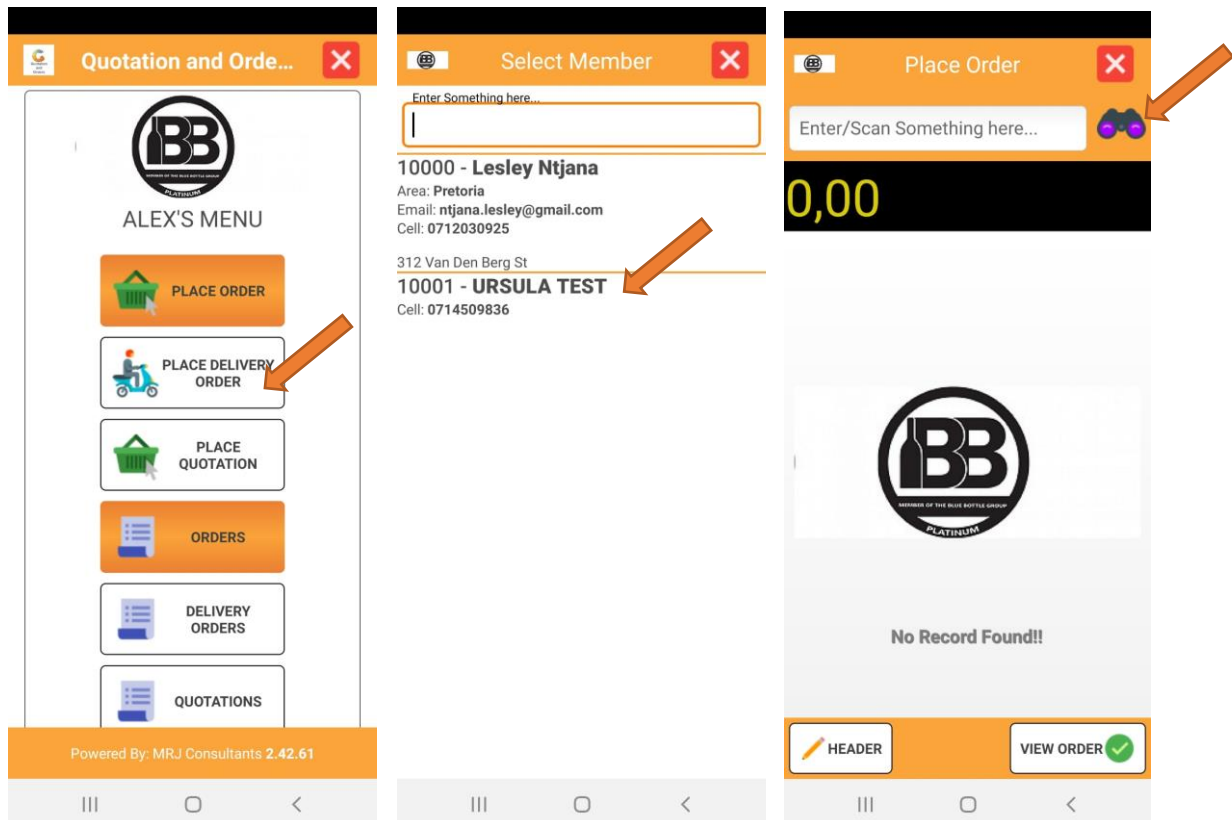 Quotation and Orde...
BB
MEMBER OF THE BLUE BOTTLE GROUP
PLATINUM
ALEX'S MENU
PLACE ORDER
PLACE DELIVERY
ORDER
PLACE
QUOTATION
ORDERS
DELIVERY
ORDERS
QUOTATIONS
Powered By: MRJ Consultants 2.42.61
Select Member
Enter Something here...
10000 - Lesley Ntjana
Area: Pretoria
Email: ntjana.lesley@gmail.com
Cell: 0712030925
312 Van Den Berg St
10001 - URSULA TEST
Cell: 0714509836
Place Order
Enter/Scan Something here...
0,00
BB
MEMBER OF THE BLUE BOTTLE GROUP
PLATINUM
No Record Found!!
HEADER
VIEW ORDER